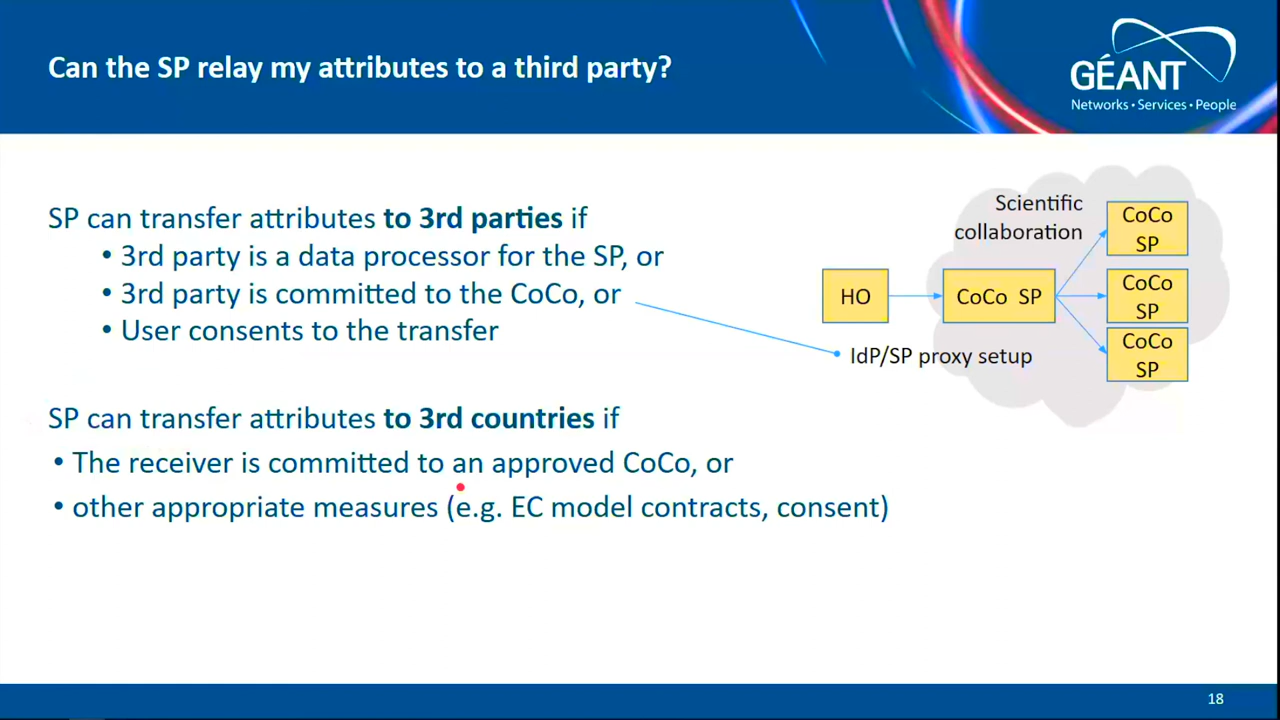 Can the SP relay my attributes to a third party?
GÉANT
Networks • Services • People
SP can transfer attributes to 3rd parties if
• 3rd party is a data processor for the SP, or
• 3rd party is committed to the CoCo, or
• User consents to the transfer
Scientific
collaboration
HO
CoCo SP
CoCo
SP
CoCo
SP
CoCo
SP
IdP/SP proxy setup
SP can transfer attributes to 3rd countries if
• The receiver is committed to an approved CoCo, or
• other appropriate measures (e.g. EC model contracts, consent)
18